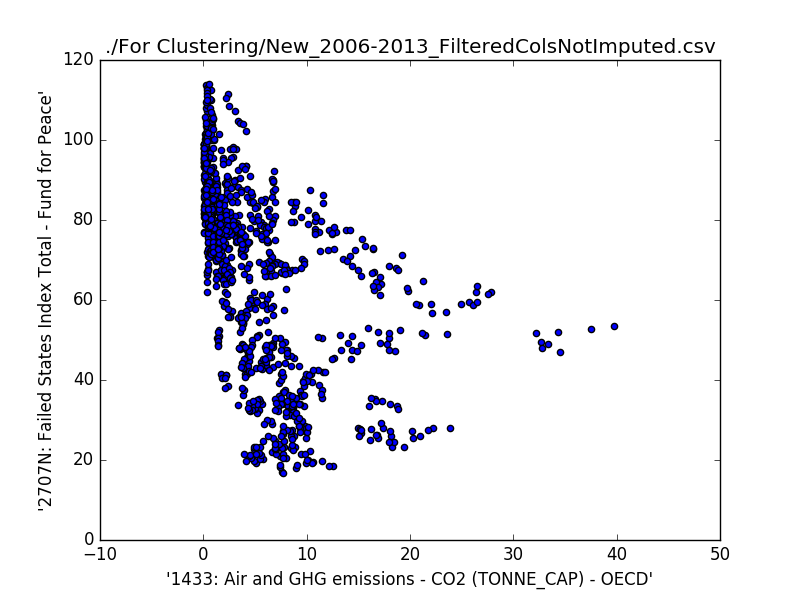 ./For Clustering/New_2006-2013_FilteredColsNotImputed.csv
120
100
80
60
40
20
0
'2707N: Failed States Index Total - Fund for Peace'
−10 0 10 20 30 40 50
'1433: Air and GHG emissions - CO2 (TONNE_CAP) - OECD'